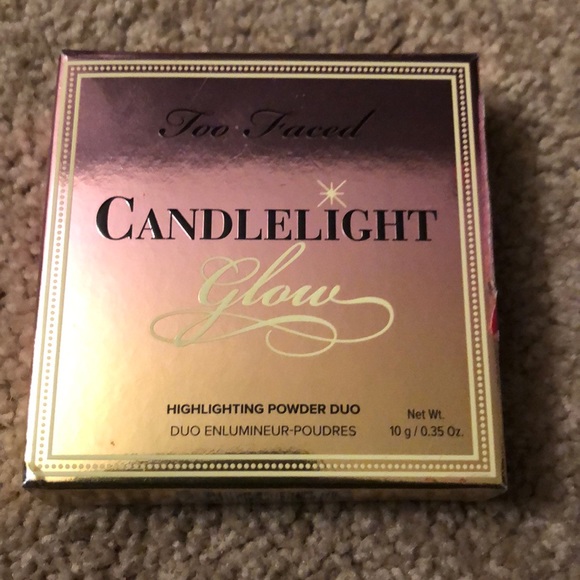 Too Faced
CANDLELIGHT
Glow
HIGHLIGHTING POWDER DUO
DUO ENLUMINEUR-POUDRES
Net Wt.
10 g / 0.35 Oz.